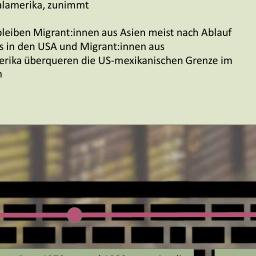 alamerika, zunimmt
bleiben Migrant:innen aus Asien meist nach Ablauf
s in den USA und Migrant:innen aus
erika überqueren die US-mexikanischen Grenze im